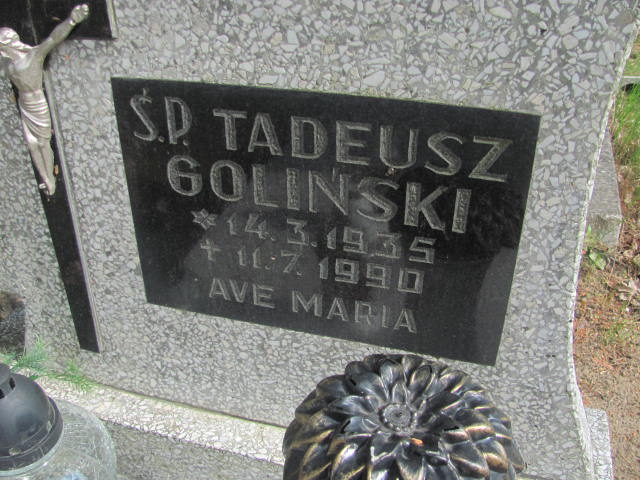 Ś.P. TADEUSZ
GOLIŃSKI
* 14.3.1935
+ 11.7.1990
AVE MARIA